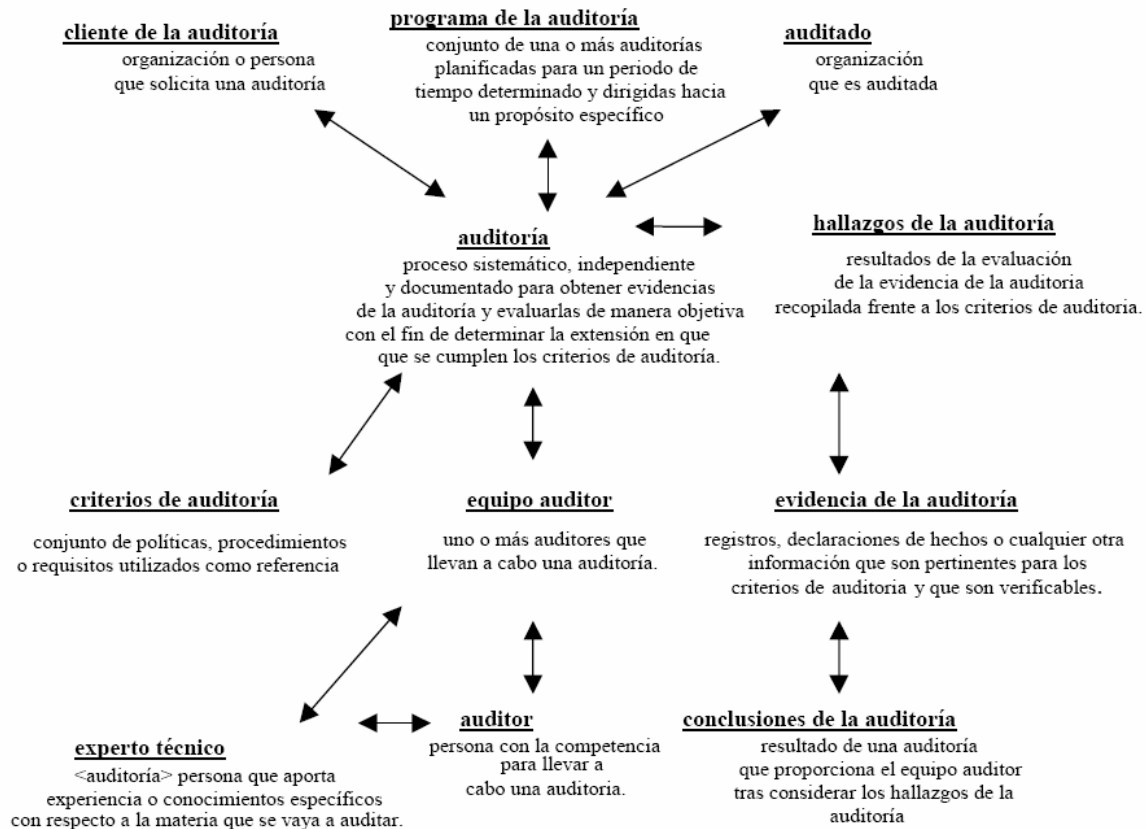 cliente de la auditoría
organización o persona
que solicita una auditoría
programa de la auditoría
conjunto de una o más auditorías
planificadas para un periodo de
tiempo determinado y dirigidas hacia
un propósito específico
auditado
organización
que es auditada
auditoría
proceso sistemático, independiente
y documentado para obtener evidencias
de la auditoría y evaluarlas de manera objetiva
con el fín de determinar la extensión en que
que se cumplen los criterios de auditoría.
hallazgos de la auditoría
resultados de la evaluación
de la evidencia de la auditoria
recopilada frente a los criterios de auditoria.
criterios de auditoría
conjunto de políticas, procedimientos
o requisitos utilizados como referencia
equipo auditor
uno o más auditores que
llevan a cabo una auditoría.
evidencia de la auditoría
registros, declaraciones de hechos o cualquier otra
información que son pertinentes para los
criterios de auditoria y que son verificables.
experto técnico
<auditoría> persona que aporta
experiencia o conocimientos específicos
con respecto a la materia que se vaya a auditar.
auditor
persona con la competencia
para llevar a
cabo una auditoria.
conclusiones de la auditoría
resultado de una auditoría
que proporciona el equipo auditor
tras considerar los hallazgos de la
auditoría